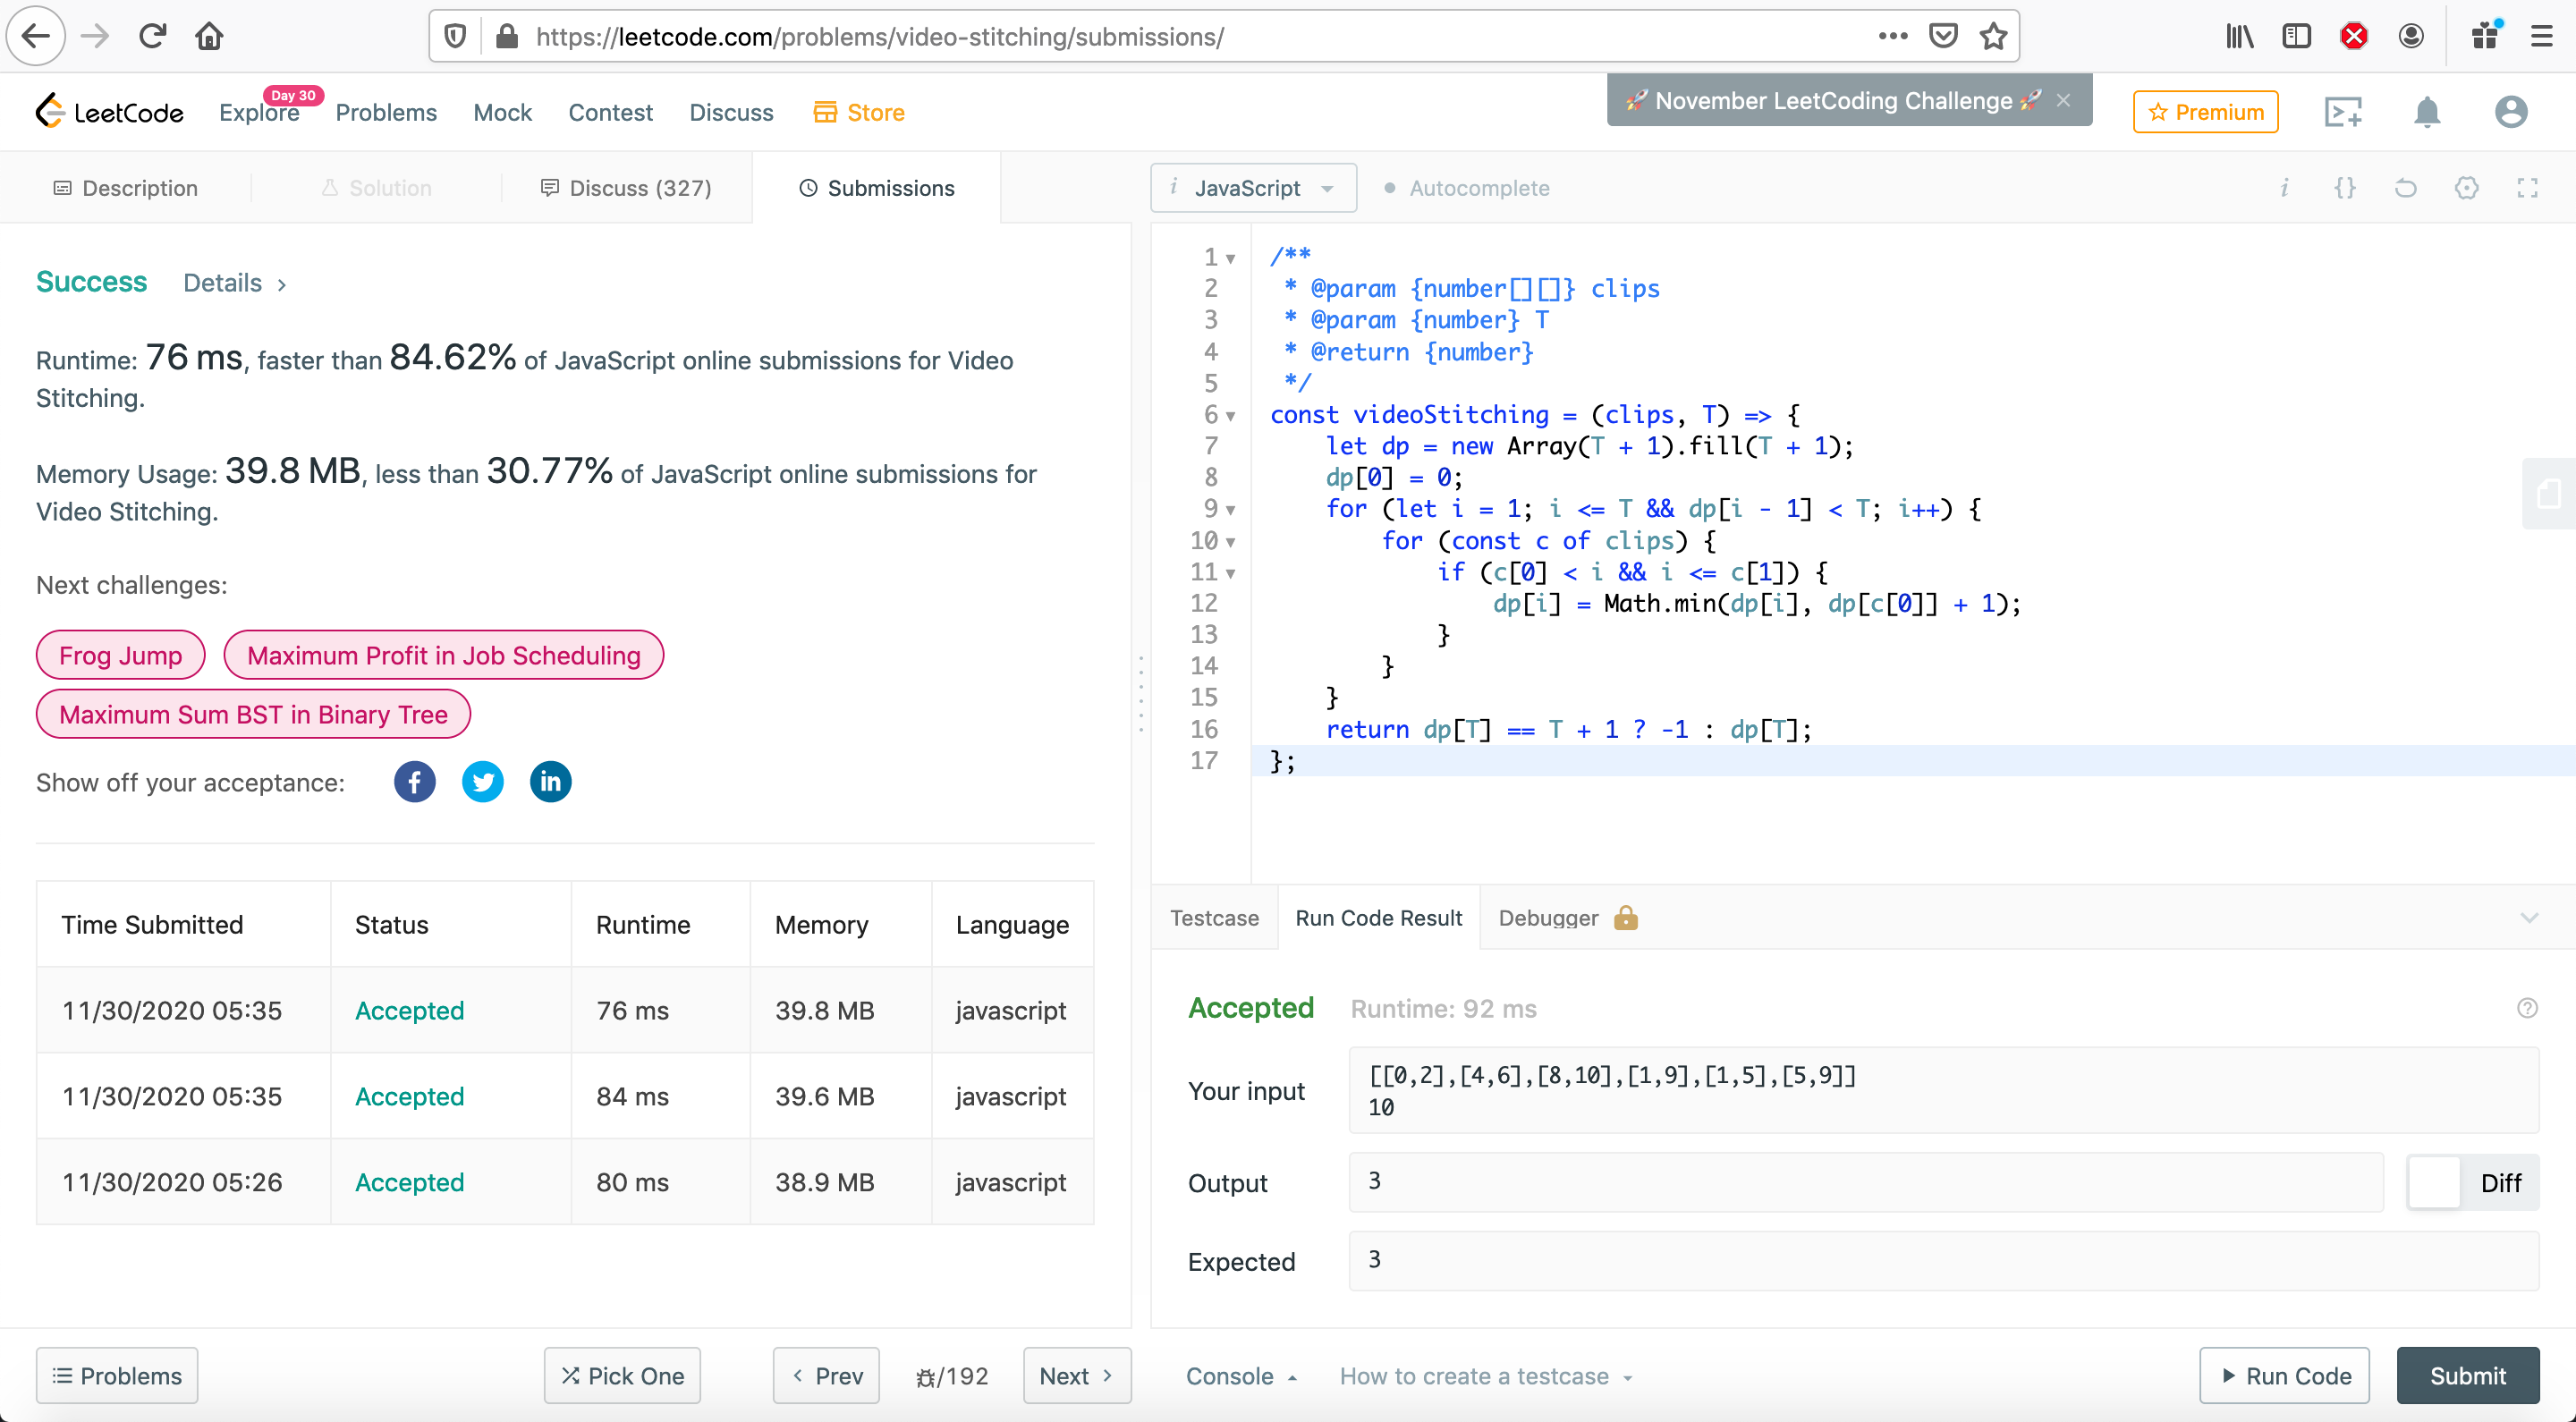 https://leetcode.com/problems/video-stitching/submissions/
LeetCode
Explore
Day 30
Problems
Mock
Contest
Discuss
Store
🚀 November LeetCoding Challenge 🚀 ×
Premium
Description
Solution
Discuss (327)
Submissions
i JavaScript
Autocomplete
Success Details >
Runtime: 76 ms, faster than 84.62% of JavaScript online submissions for Video
Stitching.
Memory Usage: 39.8 MB, less than 30.77% of JavaScript online submissions for
Video Stitching.
Next challenges:
Frog Jump
Maximum Profit in Job Scheduling
Maximum Sum BST in Binary Tree
Show off your acceptance:
Time Submitted Status Runtime Memory Language
11/30/2020 05:35 Accepted 76 ms 39.8 MB javascript
11/30/2020 05:35 Accepted 84 ms 39.6 MB javascript
11/30/2020 05:26 Accepted 80 ms 38.9 MB javascript
Problems
Pick One
< Prev
/192
Next >
1 /**
2  * @param {number[][]} clips
3  * @param {number} T
4  * @return {number}
5  */
6 const videoStitching = (clips, T) => {
7     let dp = new Array(T + 1).fill(T + 1);
8     dp[0] = 0;
9     for (let i = 1; i <= T && dp[i - 1] < T; i++) {
10         for (const c of clips) {
11             if (c[0] < i && i <= c[1]) {
12                 dp[i] = Math.min(dp[i], dp[c[0]] + 1);
13             }
14         }
15     }
16     return dp[T] == T + 1 ? -1 : dp[T];
17 };
Testcase
Run Code Result
Debugger
Accepted Runtime: 92 ms
Your input
[[0,2],[4,6],[8,10],[1,9],[1,5],[5,9]]
10
Output
3
Diff
Expected
3
Console
How to create a testcase
Run Code
Submit